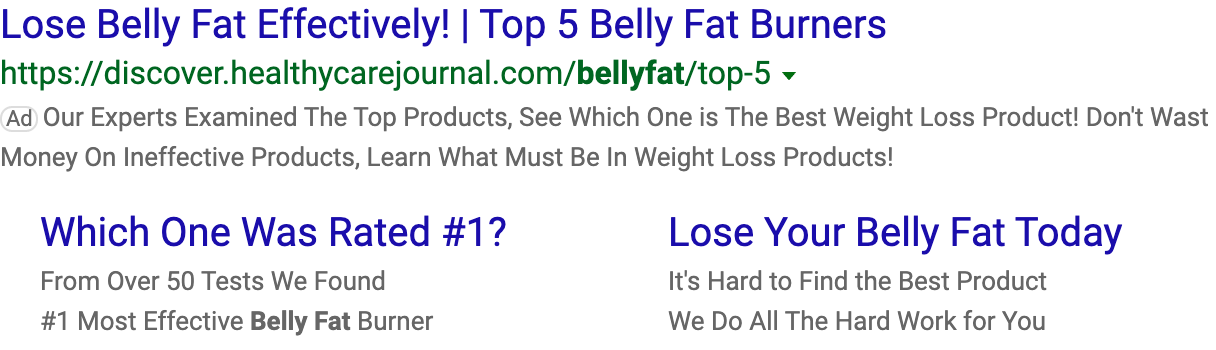 Lose Belly Fat Effectively! | Top 5 Belly Fat Burners
https://discover.healthycarejournal.com/bellyfat/top-5
Ad Our Experts Examined The Top Products, See Which One is The Best Weight Loss Product! Don't Wast
Money On Ineffective Products, Learn What Must Be In Weight Loss Products!
Which One Was Rated #1?
From Over 50 Tests We Found
#1 Most Effective Belly Fat Burner
Lose Your Belly Fat Today
It's Hard to Find the Best Product
We Do All The Hard Work for You